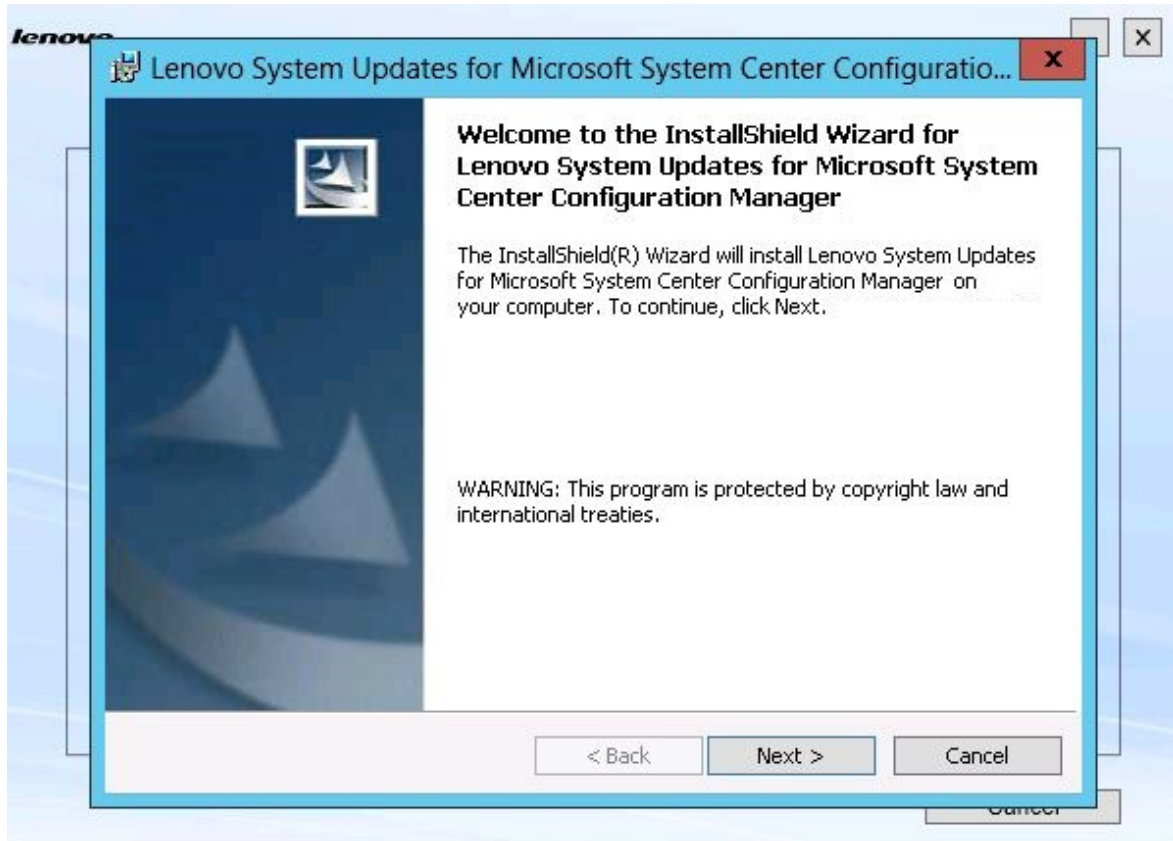 lenovo
Lenovo System Updates for Microsoft System Center Configuratio...
x
X
Welcome to the InstallShield Wizard for
Lenovo System Updates for Microsoft System
Center Configuration Manager
The InstallShield(R) Wizard will install Lenovo System Updates
for Microsoft System Center Configuration Manager on
your computer. To continue, click Next.
WARNING: This program is protected by copyright law and
international treaties.
< Back
Next >
Cancel
Cancel